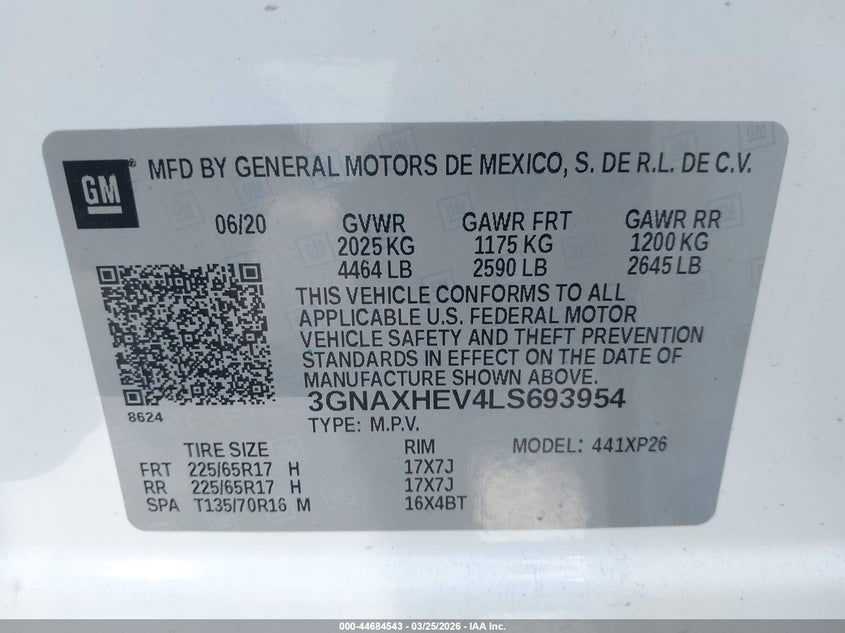 GM ® MFD BY GENERAL MOTORS DE MEXICO, S. DE R.L. DE C.V.
06/20 GVWR GAWR FRT GAWR RR
2025 KG 1175 KG 1200 KG
4464 LB 2590 LB 2645 LB
THIS VEHICLE CONFORMS TO ALL
APPLICABLE U.S. FEDERAL MOTOR
VEHICLE SAFETY AND THEFT PREVENTION
STANDARDS IN EFFECT ON THE DATE OF
MANUFACTURE SHOWN ABOVE.
3GNAXHEV4LS693954
8624
TYPE: M.P.V.
TIRE SIZE RIM MODEL: 441XP26
FRT 225/65R17 H 17X7J
RR 225/65R17 H 17X7J
SPA T135/70R16 M 16X4BT
000-44684543 — 03/25/2026 — IAA Inc.